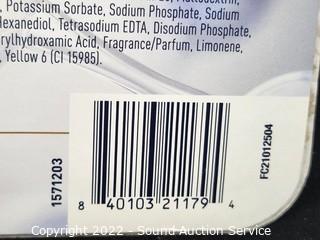 , Potassium Sorbate, Sodium Phosphate, Sodium
Hexanediol, Tetrasodium EDTA, Disodium Phosphate,
rylhydroxamic Acid, Fragrance/Parfum, Limonene,
, Yellow 6 (CI 15985).
1571203
FC21012504
8 40103 21179 4
Copyright 2022 - Sound Auction Service